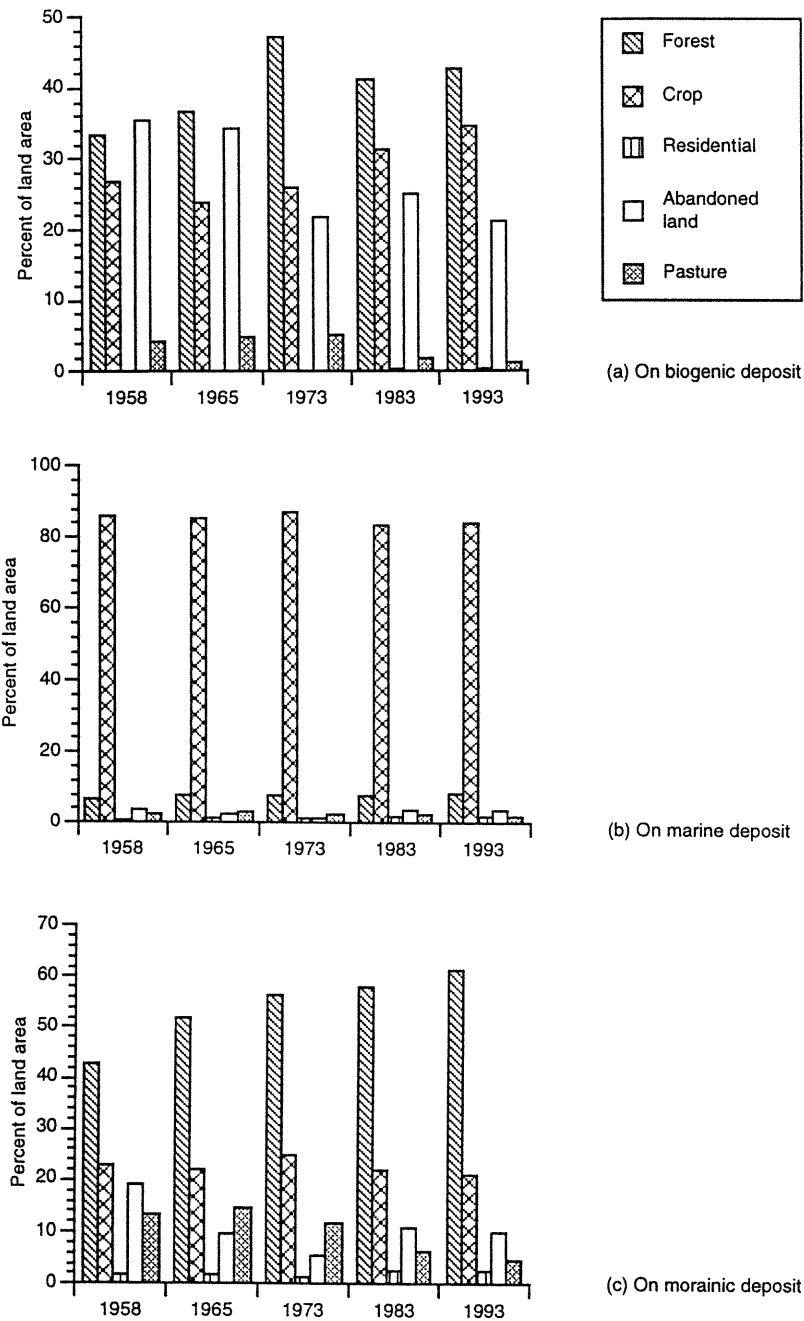 Percent of land area
50
40
30
20
10
0
1958 1965 1973 1983 1993
Forest
Crop
Residential
Abandoned
land
Pasture
(a) On biogenic deposit
Percent of land area
100
80
60
40
20
0
1958 1965 1973 1983 1993
(b) On marine deposit
Percent of land area
70
60
50
40
30
20
10
0
1958 1965 1973 1983 1993
(c) On morainic deposit